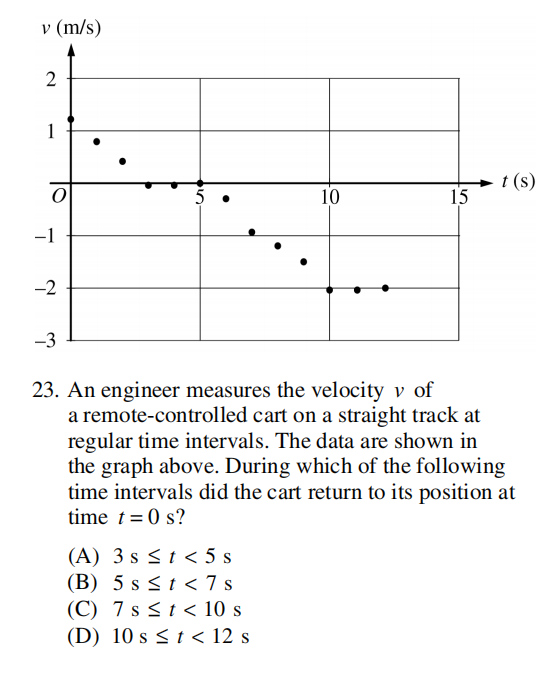 v (m/s)
2
1
t (s)
O
5
10
15
–1
–2
–3
23. An engineer measures the velocity v of
a remote-controlled cart on a straight track at
regular time intervals. The data are shown in
the graph above. During which of the following
time intervals did the cart return to its position at
time t = 0 s?
(A) 3 s ≤ t < 5 s
(B) 5 s ≤ t < 7 s
(C) 7 s ≤ t < 10 s
(D) 10 s ≤ t < 12 s